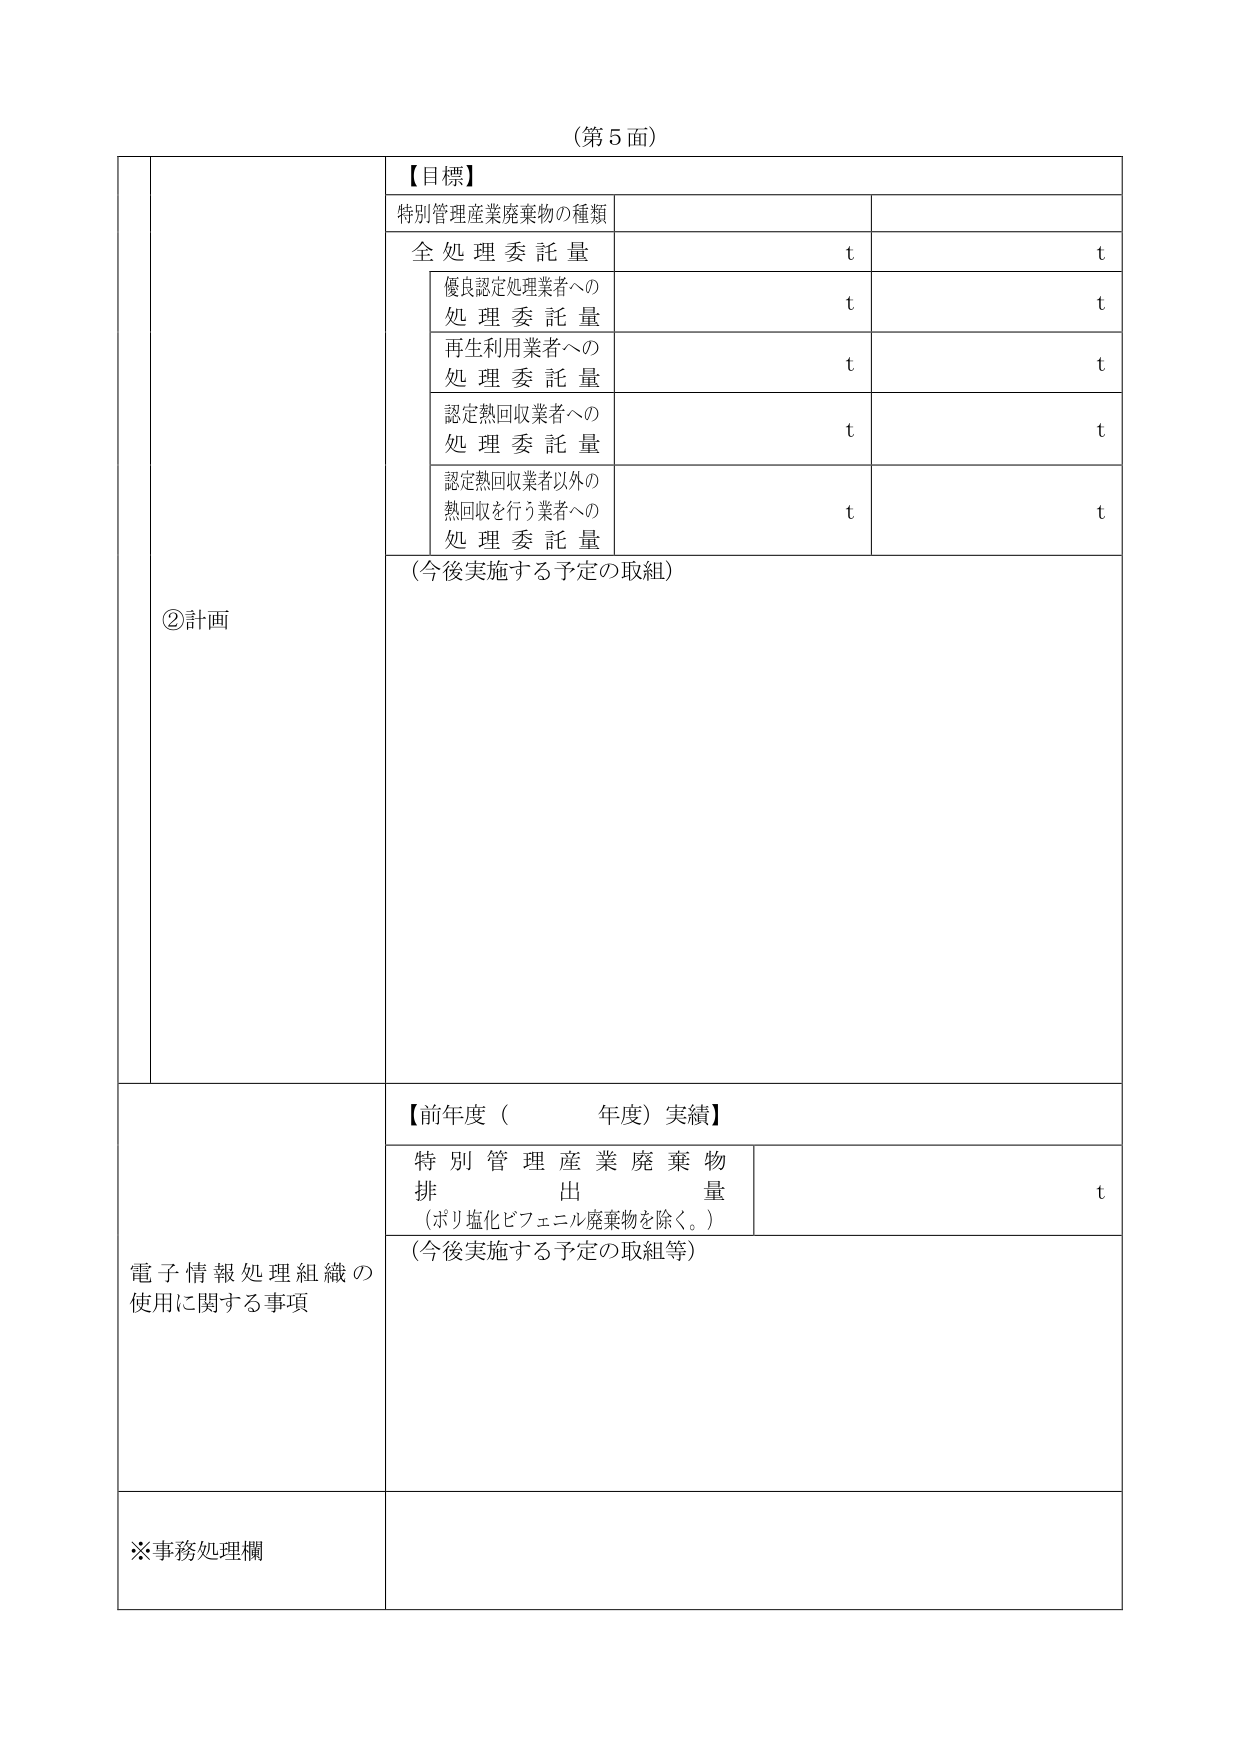 （第５面）
【目標】
特別管理産業廃棄物の種類
全処理委託量 t t
優良認定処理業者への
処理委託量 t t
再生利用業者への
処理委託量 t t
認定熱回収業者への
処理委託量 t t
認定熱回収業者以外の
熱回収を行う業者への
処理委託量 t t
（今後実施する予定の取組）
②計画
【前年度（　　　　年度）実績】
特別管理産業廃棄物
排出量 t
（ポリ塩化ビフェニル廃棄物を除く。）
（今後実施する予定の取組等）
電子情報処理組織の
使用に関する事項
※事務処理欄